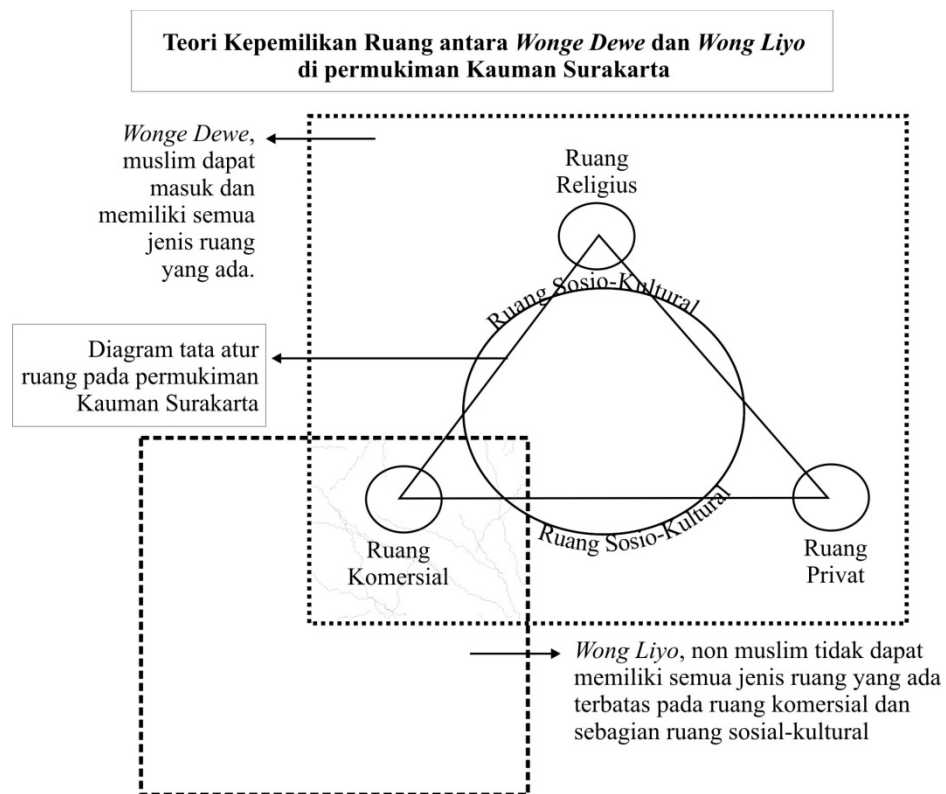 Teori Kepemilikan Ruang antara Wonge Dewe dan Wong Liyo
di permukiman Kauman Surakarta
Wonge Dewe,
muslim dapat
masuk dan
memiliki semua
jenis ruang
yang ada.
Ruang
Religius
Ruang Sosio-Kultural
Diagram tata atur
ruang pada permukiman
Kauman Surakarta
Ruang
Komersial
Ruang Sosio-Kultural
Ruang
Privat
Wong Liyo, non muslim tidak dapat
memiliki semua jenis ruang yang ada
terbatas pada ruang komersial dan
sebagian ruang sosial-kultural